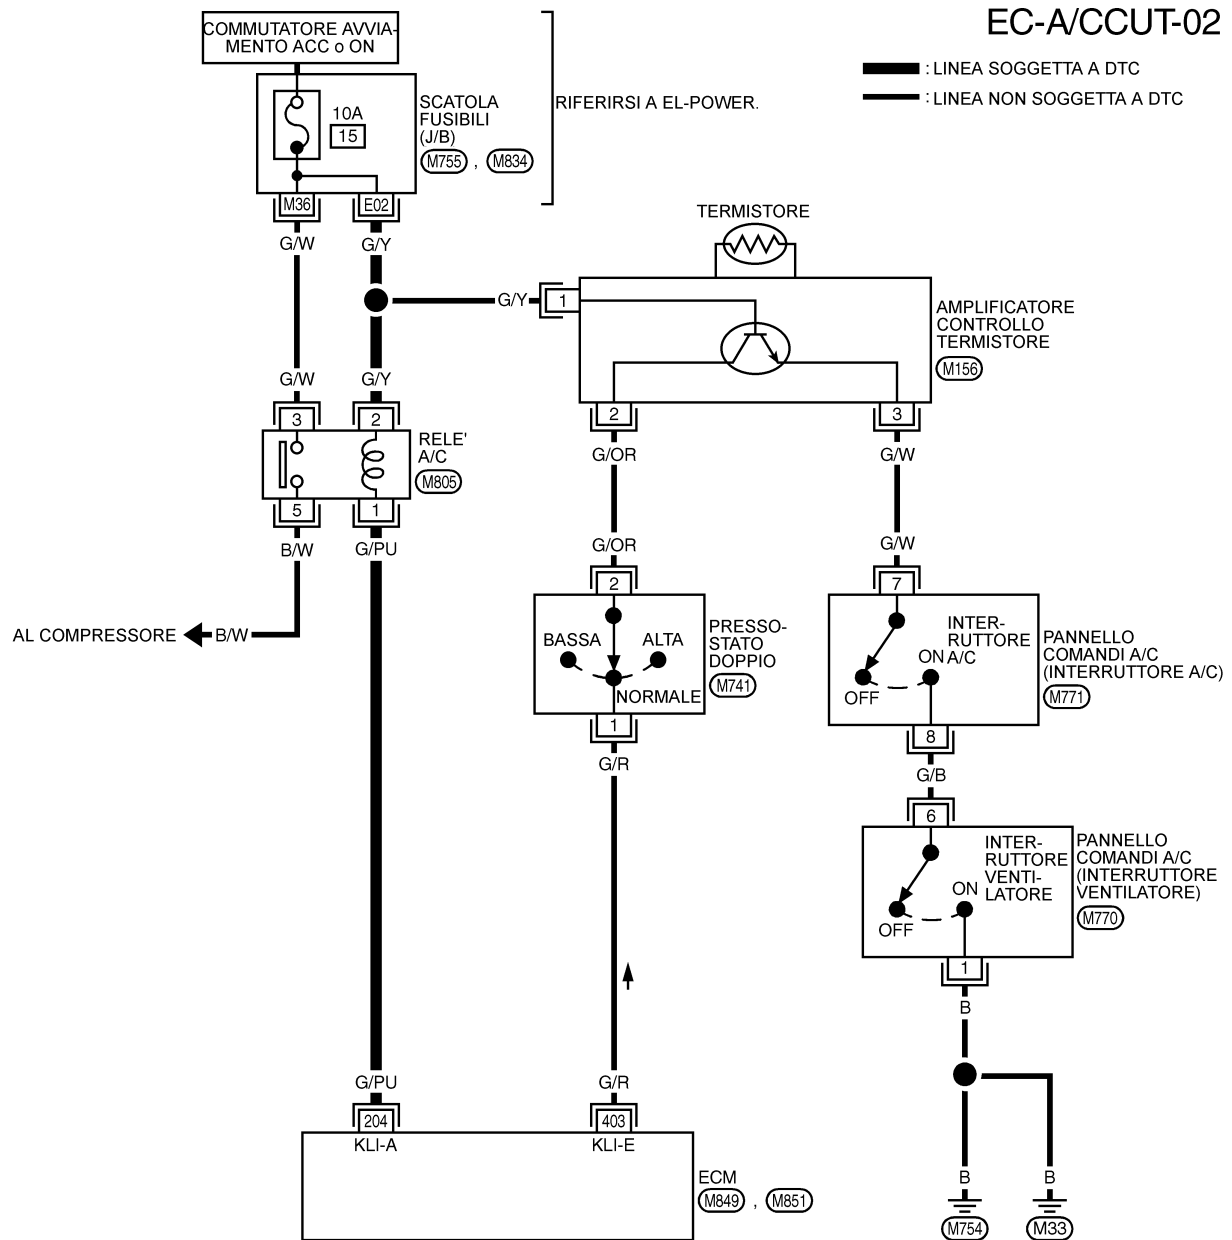 EC-A/CCUT-02
COMMUTATORE AVVIA-
MENTO ACC o ON
: LINEA SOGGETTA A DTC
: LINEA NON SOGGETTA A DTC
10A
15
SCATOLA
FUSIBILI
(J/B)
M755 , M834
RIFERIRSI A EL-POWER.
M36
E02
G/W
G/Y
TERMISTORE
G/Y
1
AMPLIFICATORE
CONTROLLO
TERMISTORE
M156
G/W
G/Y
3
2
2
3
RELE'
A/C
M805
G/OR
G/W
5
1
B/W
G/PU
G/OR
G/W
2
7
AL COMPRESSORE
B/W
BASSA
ALTA
NORMALE
PRESSO-
STATO
DOPPIO
M741
INTER-
RUTTORE
A/C
ON
OFF
PANNELLO
COMANDI A/C
(INTERRUTTORE A/C)
M771
1
8
G/R
G/B
6
INTER-
RUTTORE
VENTI-
LATORE
ON
OFF
PANNELLO
COMANDI A/C
(INTERRUTTORE
VENTILATORE)
M770
1
B
G/PU
G/R
204
403
KLI-A
KLI-E
ECM
M849 , M851
B
B
M754
M33